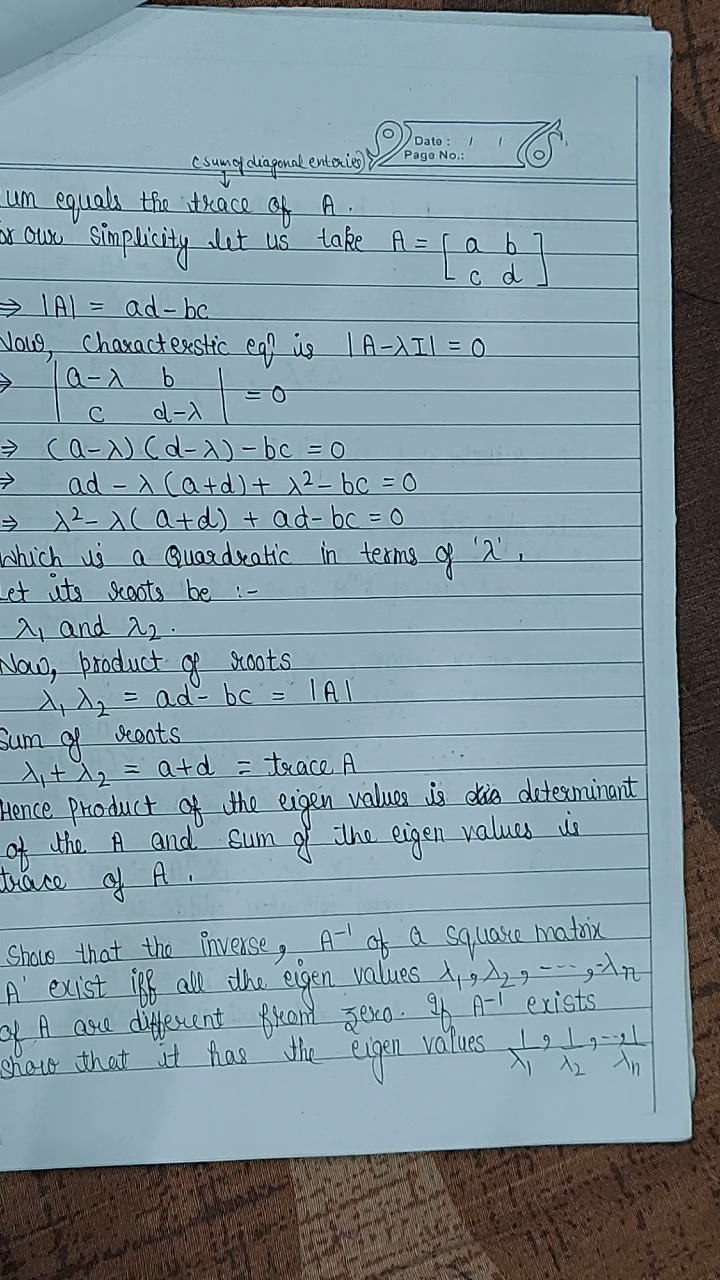 Date : / /
Page No.:
(sum of diagonal enteries)
↓
um equals the trace of A.
or our simplicity let us take A = [ a b
c d ]
⇒ |A| = ad-bc
Now, characterstic eqn is |A-λI| = 0
⇒ | a-λ b
c d-λ | = 0
⇒ (a-λ)(d-λ)-bc = 0
⇒ ad - λ(a+d) + λ² - bc = 0
⇒ λ² - λ(a+d) + ad-bc = 0
Which is a Quardratic in terms of 'λ',
Let its roots be :-
λ₁ and λ₂.
Now, product of roots
λ₁ λ₂ = ad-bc = |A|
Sum of roots
λ₁ + λ₂ = a+d = trace A
Hence product of the eigen values is determinant
of the A and sum of the eigen values is
trace of A.
Show that the inverse, A⁻¹ of a square matrix
'A' exist iff all the eigen values λ₁, λ₂, ---, λn
of A are different from zero. If A⁻¹ exists
show that it has the eigen values 1/λ₁, 1/λ₂, --, 1/λn